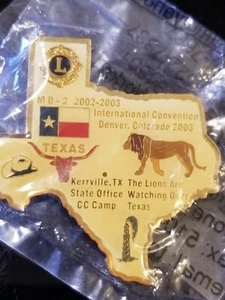 L
MD-2 2002-2003
International Convention
Denver, Colorado 2003
TEXAS
Kerrville, TX The Lions Are
State Office Watching Over
CC Camp Texas